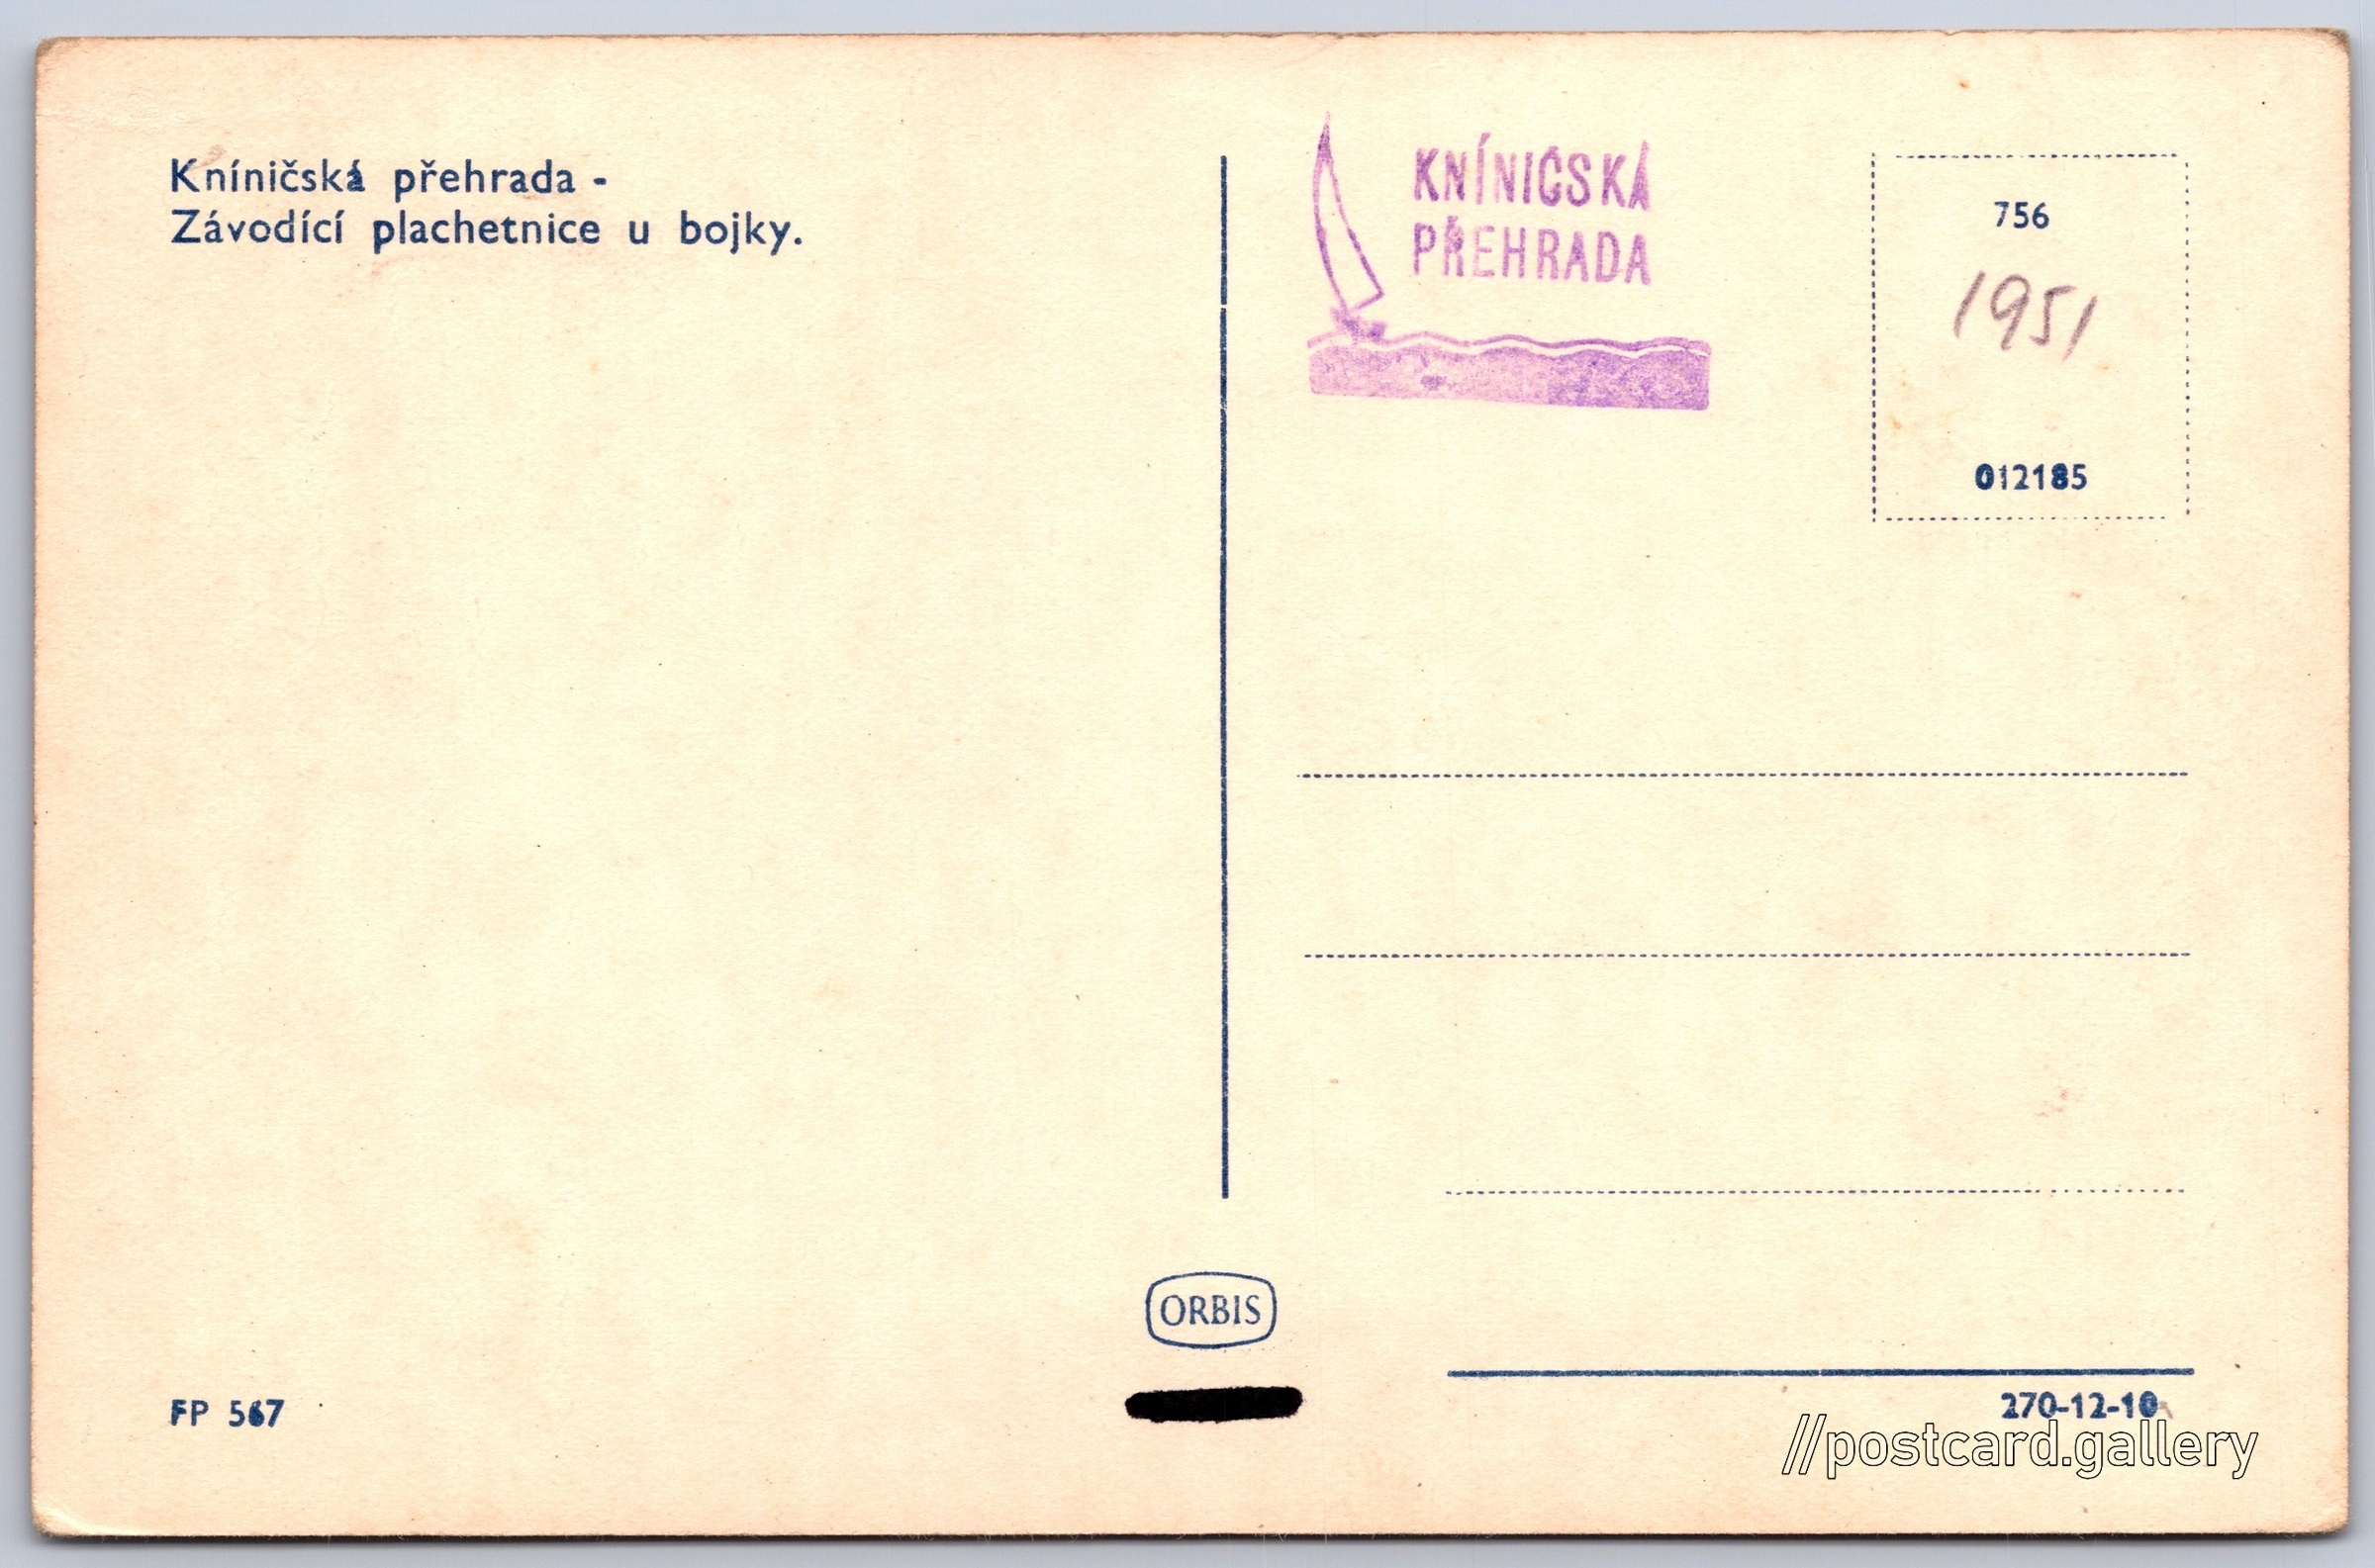 Kníničská přehrada -
Závodící plachetnice u bojky.
KNÍNIČSKÁ
PŘEHRADA
756
1951
012185
ORBIS
FP 567
270-12-10
//postcard.gallery